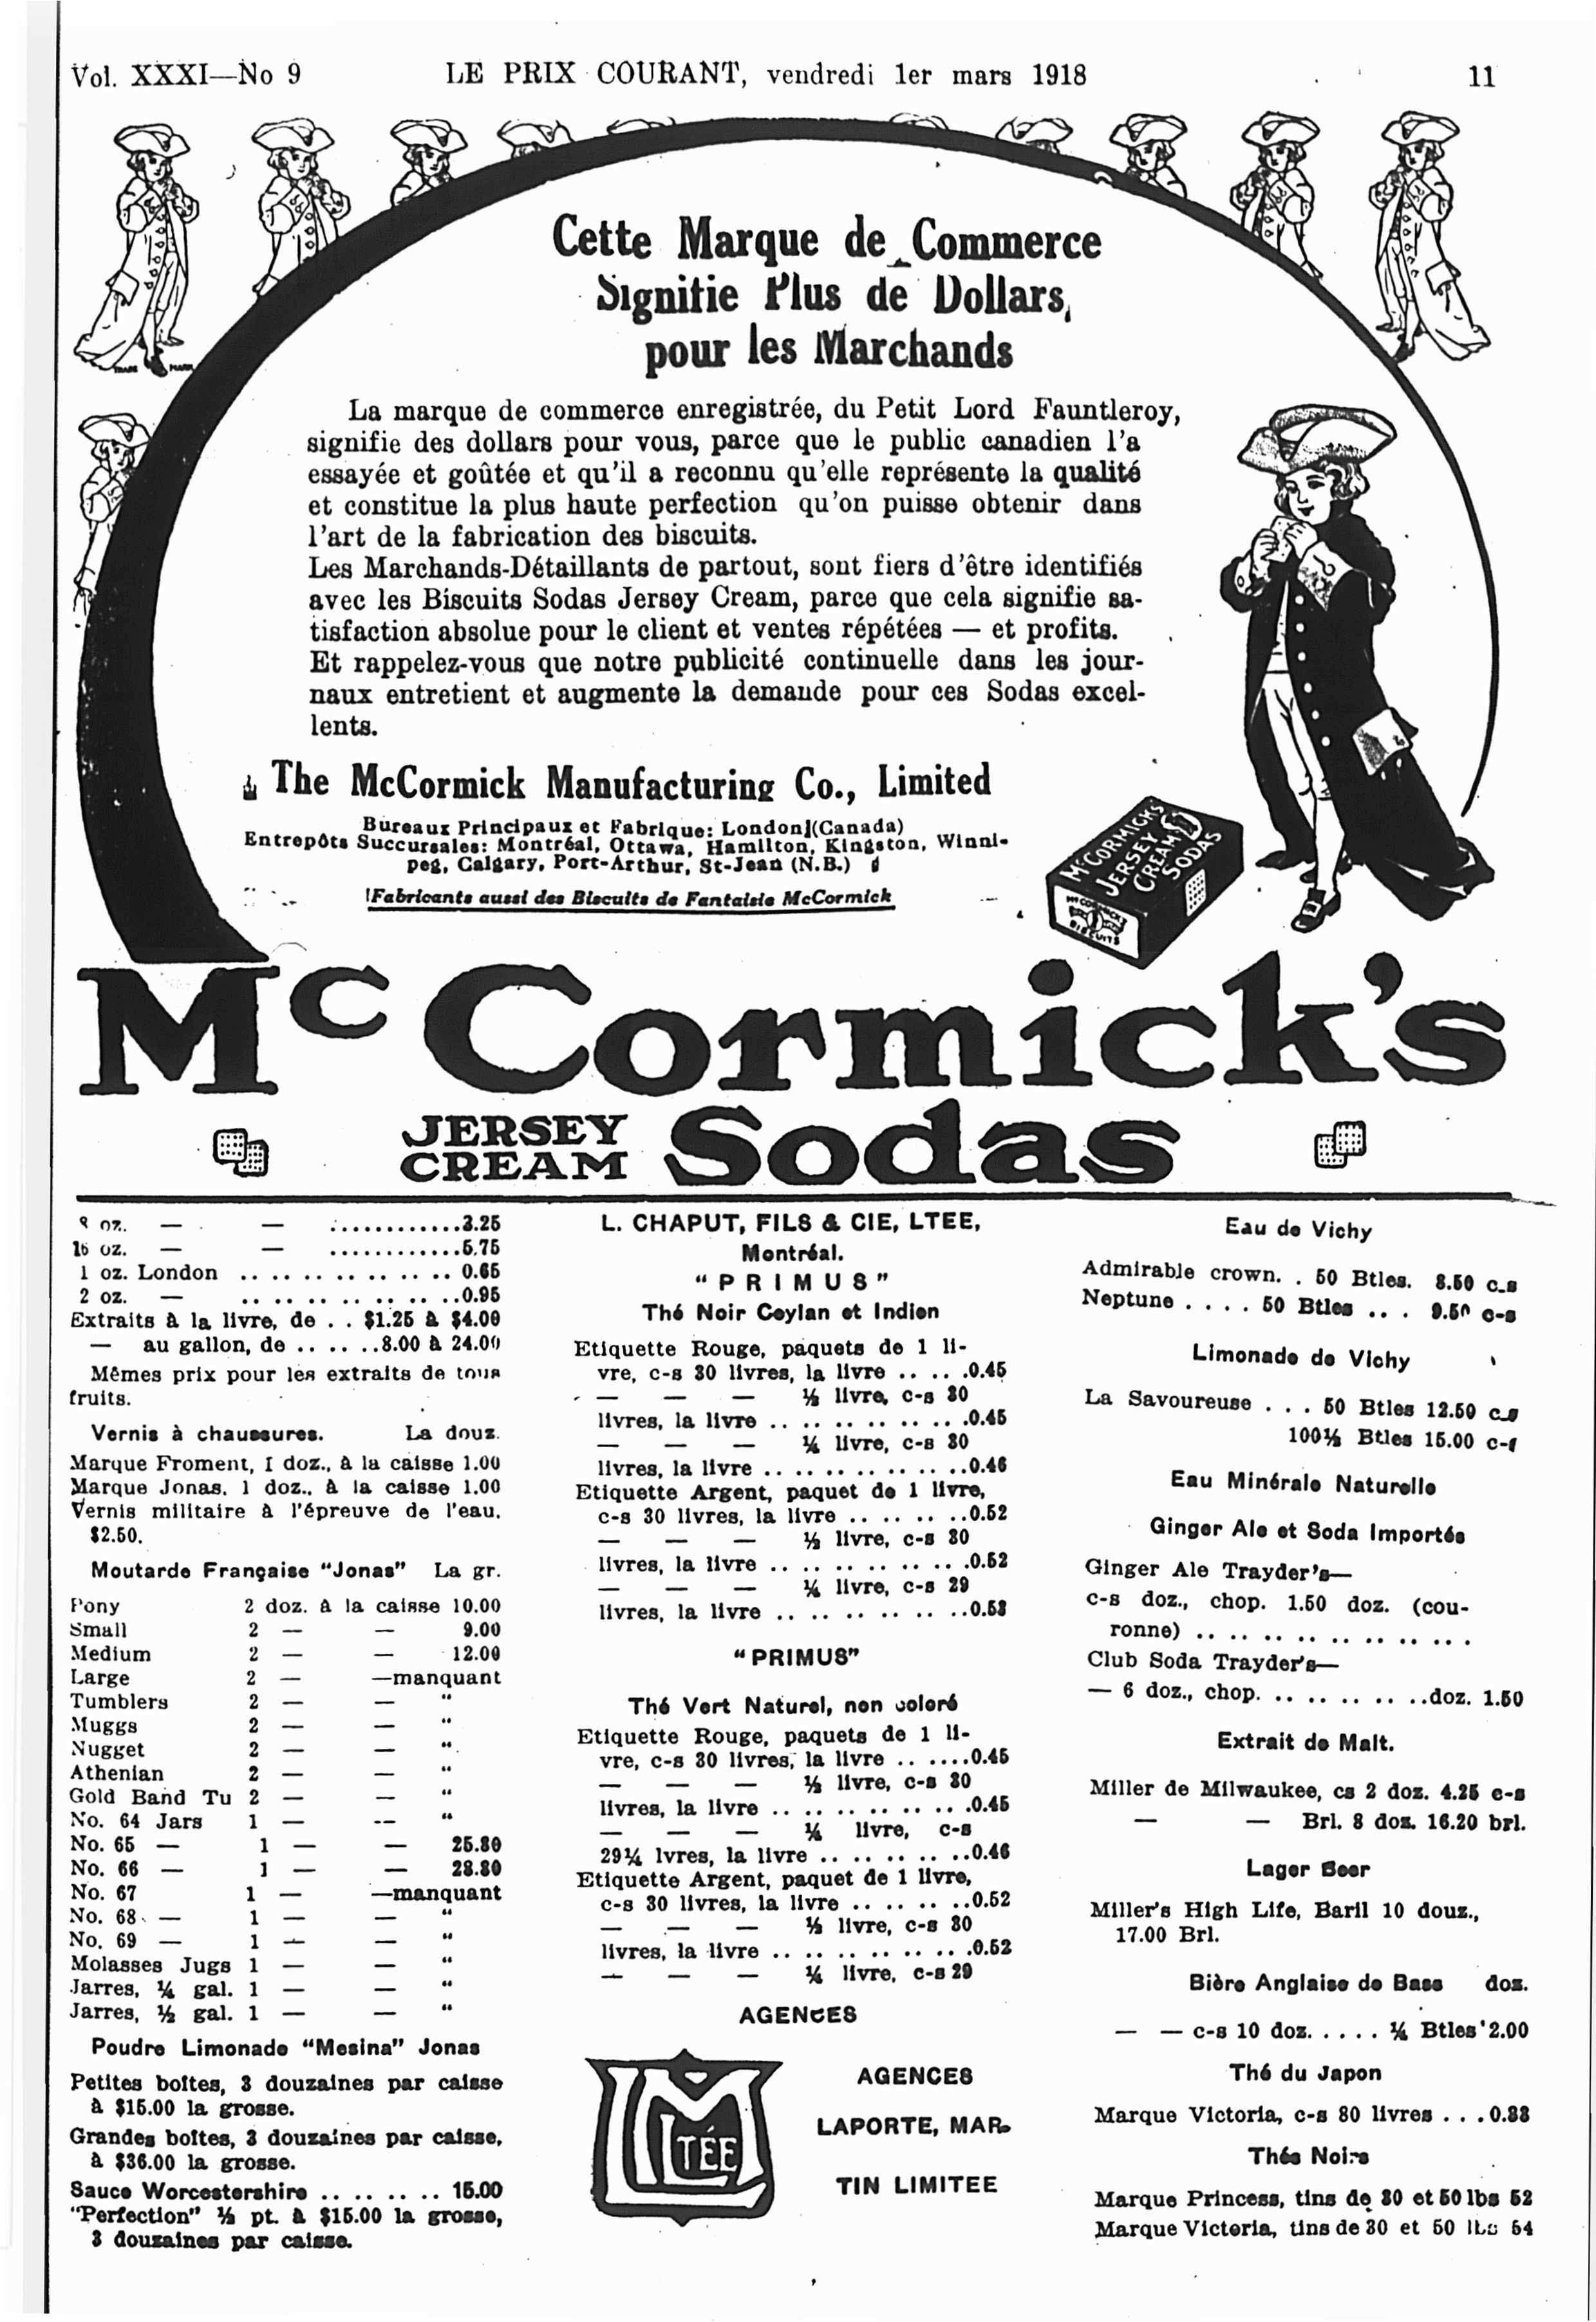 Vol. XXXI—No 9 LE PRIX COURANT, vendredi 1er mars 1918 11
Cette Marque de Commerce
Signifie Plus de Dollars,
pour les Marchands
TRADE MARK
La marque de commerce enregistrée, du Petit Lord Fauntleroy,
signifie des dollars pour vous, parce que le public canadien l'a
essayée et goûtée et qu'il a reconnu qu'elle représente la qualité
et constitue la plus haute perfection qu'on puisse obtenir dans
l'art de la fabrication des biscuits.
Les Marchands-Détaillants de partout, sont fiers d'être identifiés
avec les Biscuits Sodas Jersey Cream, parce que cela signifie sa-
tisfaction absolue pour le client et ventes répétées — et profits.
Et rappelez-vous que notre publicité continuelle dans les jour-
naux entretient et augmente la demande pour ces Sodas excel-
lents.
The McCormick Manufacturing Co., Limited
Bureaux Principaux et Fabrique: London (Canada)
Entrepôts Succursales: Montréal, Ottawa, Hamilton, Kingston, Winni-
peg, Calgary, Port-Arthur, St-Jean (N.B.)
Fabricants aussi des Biscuits de Fantaisie McCormick
McCORMICK'S
JERSEY
CREAM
SODAS
McCORMICK'S
BISCUITS
McCormick's
JERSEY
CREAM
Sodas
8 oz. — — ............3.25
16 oz. — — ............5.75
1 oz. London .. .. .. .. .. .. .. 0.65
2 oz. — .. .. .. .. .. .. ..0.95
Extraits à la livre, de . . $1.25 à $4.00
— au gallon, de .. .. ..8.00 à 24.00
Mêmes prix pour les extraits de tous
fruits.
Vernis à chaussures. La douz.
Marque Froment, 1 doz., à la caisse 1.00
Marque Jonas, 1 doz., à la caisse 1.00
Vernis militaire à l'épreuve de l'eau,
$2.50.
Moutarde Française "Jonas" La gr.
Pony 2 doz. à la caisse 10.00
Small 2 — — 9.00
Medium 2 — — 12.00
Large 2 — —manquant
Tumblers 2 — — "
Muggs 2 — — "
Nugget 2 — — "
Athenian 2 — — "
Gold Band Tu 2 — — "
No. 64 Jars 1 — — "
No. 65 — 1 — — 25.80
No. 66 — 1 — — 28.80
No. 67 1 — —manquant
No. 68 — 1 — — "
No. 69 — 1 — — "
Molasses Jugs 1 — — "
Jarres, ¼ gal. 1 — — "
Jarres, ½ gal. 1 — — "
Poudre Limonade "Mesina" Jonas
Petites boîtes, 3 douzaines par caisse
à $15.00 la grosse.
Grandes boîtes, 3 douzaines par caisse,
à $36.00 la grosse.
Sauce Worcestershire .. .. .. .. 15.00
"Perfection" ½ pt. à $15.00 la grosse,
3 douzaines par caisse.
L. CHAPUT, FILS & CIE, LTEE,
Montréal.
"PRIMUS"
Thé Noir Ceylan et Indien
Etiquette Rouge, paquets de 1 li-
vre, c-s 30 livres, la livre .. .. .0.45
— — — ½ livre, c-s 30
livres, la livre .. .. .. .. .. .. .0.45
— — — ¼ livre, c-s 30
livres, la livre .. .. .. .. .. .. ..0.46
Etiquette Argent, paquet de 1 livre,
c-s 30 livres, la livre .. .. .. ..0.52
— — — ½ livre, c-s 30
livres, la livre .. .. .. .. .. .. .0.52
— — — ¼ livre, c-s 29
livres, la livre .. .. .. .. .. .. ..0.53
"PRIMUS"
Thé Vert Naturel, non coloré
Etiquette Rouge, paquets de 1 li-
vre, c-s 30 livres, la livre .. .. ..0.45
— — — ½ livre, c-s 30
livres, la livre .. .. .. .. .. .. .0.45
— — — ¼ livre, c-s
29¼ lvres, la livre .. .. .. .. ..0.46
Etiquette Argent, paquet de 1 livre,
c-s 30 livres, la livre .. .. .. ..0.52
— — — ½ livre, c-s 30
livres, la livre .. .. .. .. .. .. .0.52
— — — ¼ livre, c-s 29
AGENCES
LM
LTÉE
AGENCES
LAPORTE, MAR-
TIN LIMITEE
Eau de Vichy
Admirable crown. . 50 Btles. 8.50 c-s
Neptune . . . . 50 Btles .. . 9.50 c-s
Limonade de Vichy
La Savoureuse . . . 50 Btles 12.50 c-s
100½ Btles 15.00 c-s
Eau Minérale Naturelle
Ginger Ale et Soda Importés
Ginger Ale Trayder's—
c-s doz., chop. 1.50 doz. (cou-
ronne) .. .. .. .. .. .. .. .. .
Club Soda Trayder's—
— 6 doz., chop. .. .. .. .. ..doz. 1.50
Extrait de Malt.
Miller de Milwaukee, cs 2 doz. 4.25 c-s
— — Brl. 8 doz. 16.20 brl.
Lager Beer
Miller's High Life, Baril 10 douz.,
17.00 Brl.
Bière Anglaise de Bass doz.
— — c-s 10 doz. . . . . ¼ Btles 2.00
Thé du Japon
Marque Victoria, c-s 80 livres . . .0.33
Thés Noirs
Marque Princess, tins de 30 et 50 lbs 52
Marque Victoria, tins de 30 et 50 lbs 54